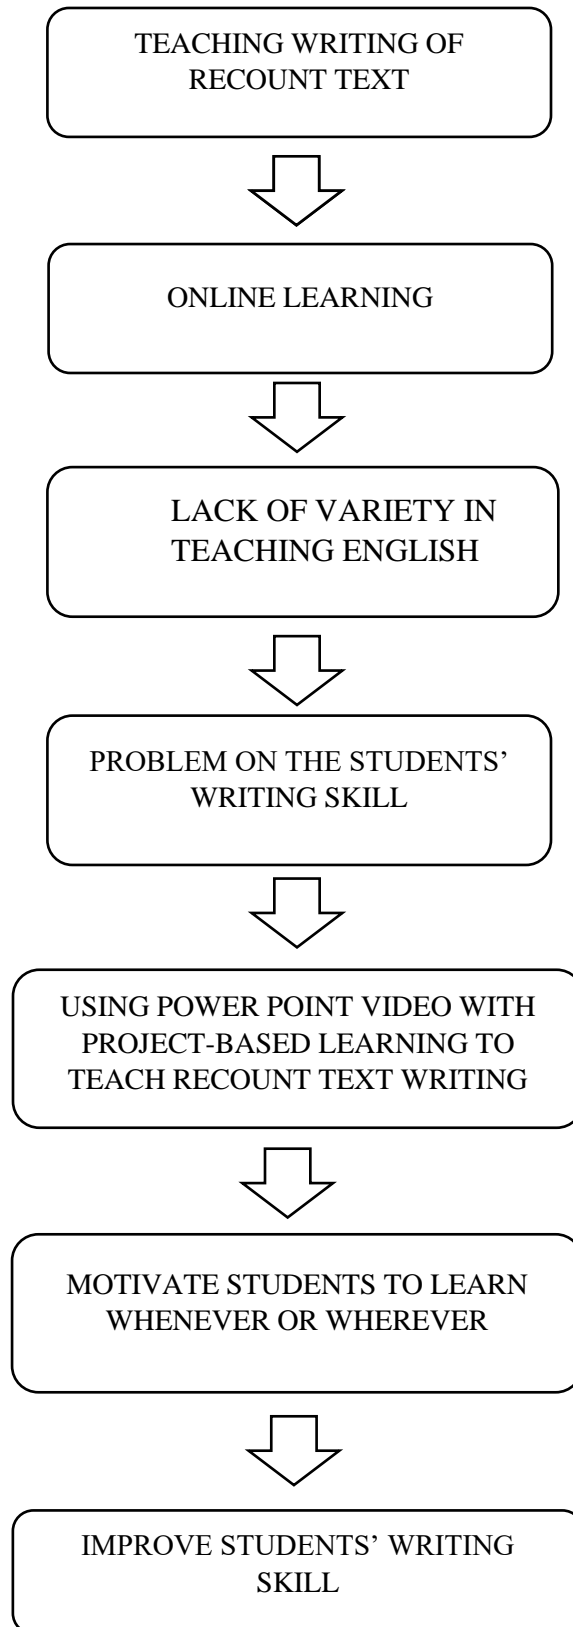 TEACHING WRITING OF
RECOUNT TEXT
ONLINE LEARNING
LACK OF VARIETY IN
TEACHING ENGLISH
PROBLEM ON THE STUDENTS’
WRITING SKILL
USING POWER POINT VIDEO WITH
PROJECT-BASED LEARNING TO
TEACH RECOUNT TEXT WRITING
MOTIVATE STUDENTS TO LEARN
WHENEVER OR WHEREVER
IMPROVE STUDENTS’ WRITING
SKILL